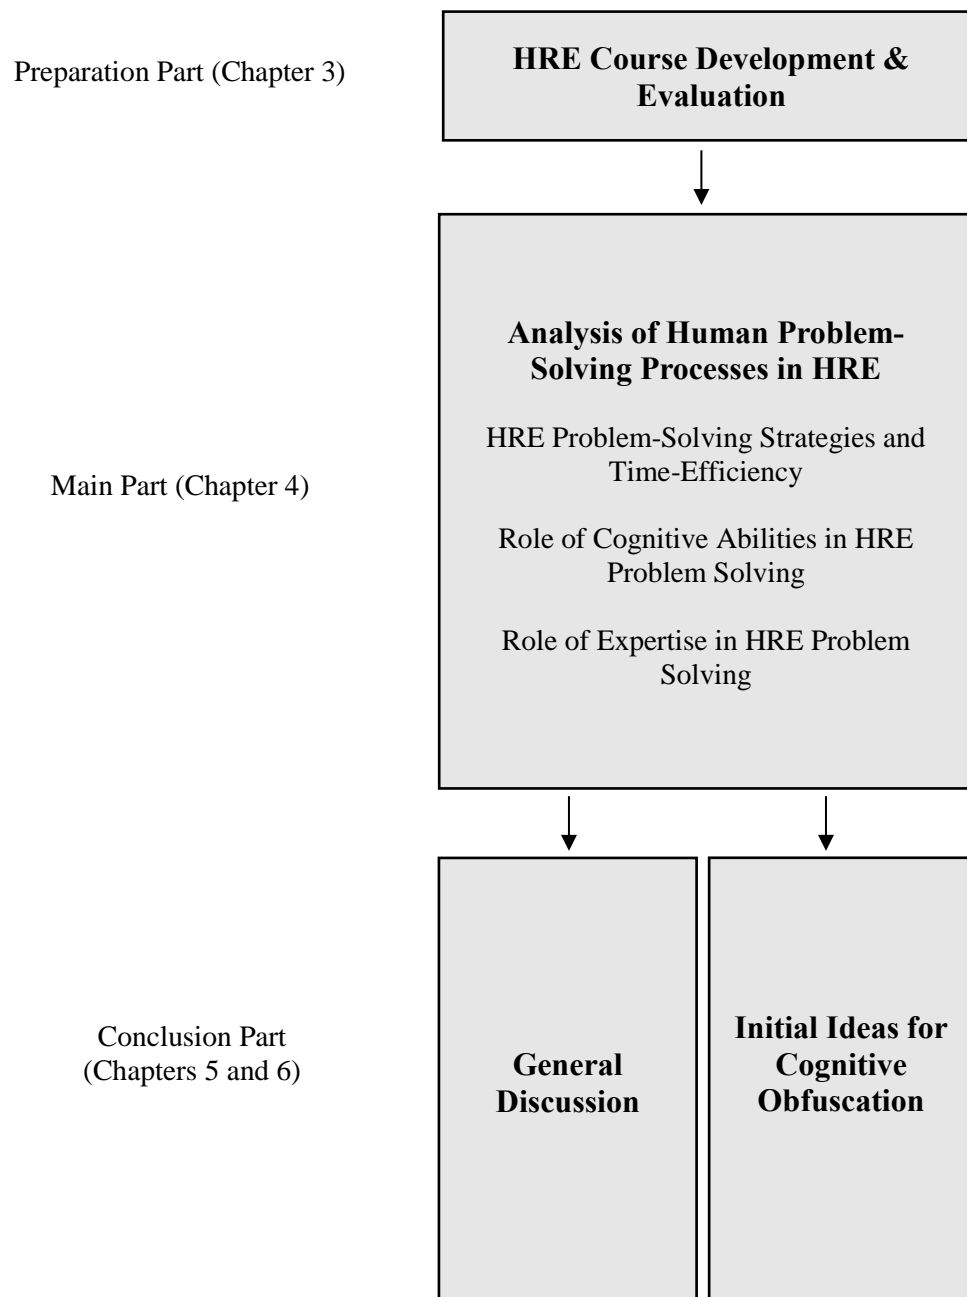 Preparation Part (Chapter 3)
HRE Course Development &
Evaluation
Main Part (Chapter 4)
Analysis of Human Problem-
Solving Processes in HRE
HRE Problem-Solving Strategies and
Time-Efficiency
Role of Cognitive Abilities in HRE
Problem Solving
Role of Expertise in HRE Problem
Solving
Conclusion Part
(Chapters 5 and 6)
General
Discussion
Initial Ideas for
Cognitive
Obfuscation